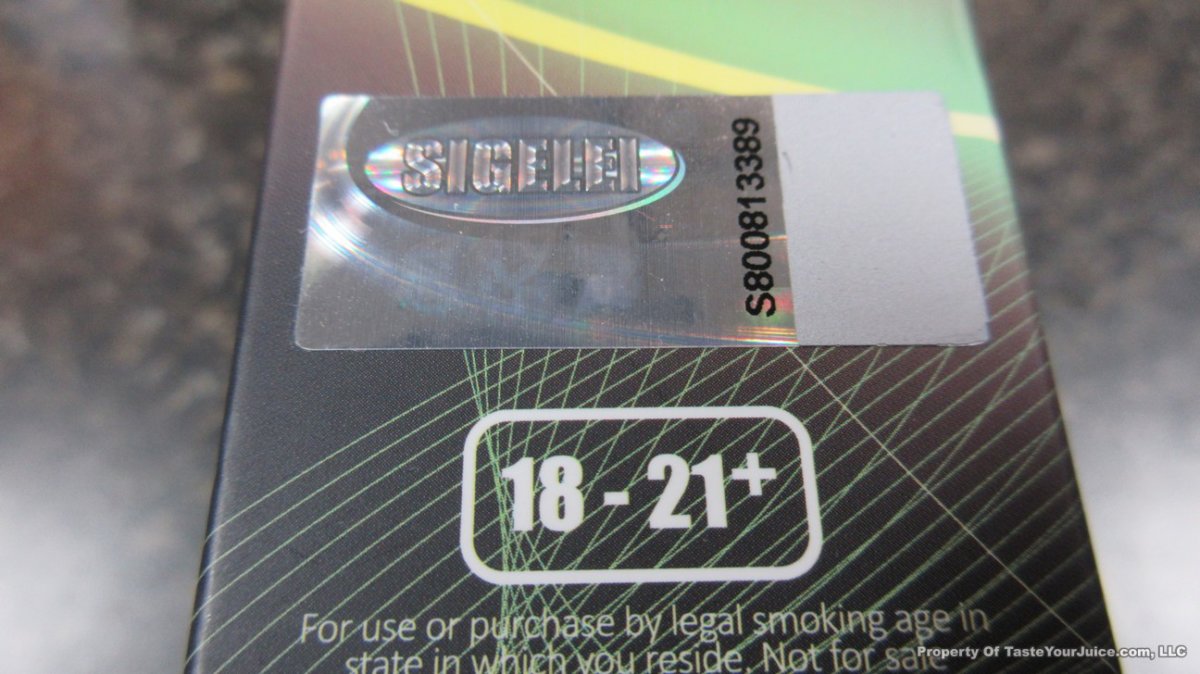 SIGELEI
S800813389
18 - 21+
For use or purchase by legal smoking age in
state in which you reside. Not for sale
Property Of TasteYourJuice.com, LLC